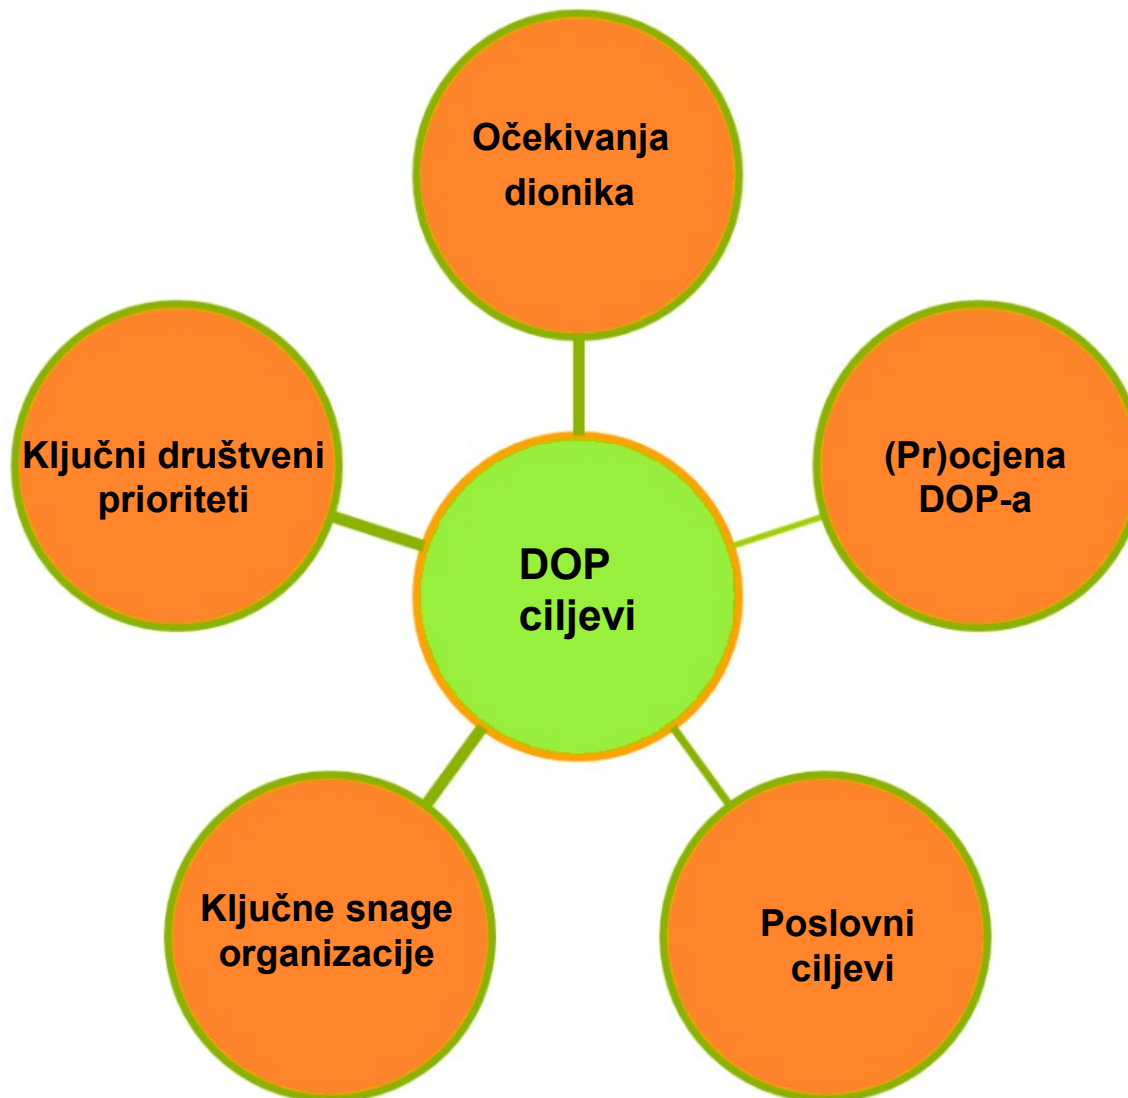 Očekivanja
dionika
Ključni društveni
prioriteti
(Pr)ocjena
DOP-a
DOP
ciljevi
Ključne snage
organizacije
Poslovni
ciljevi